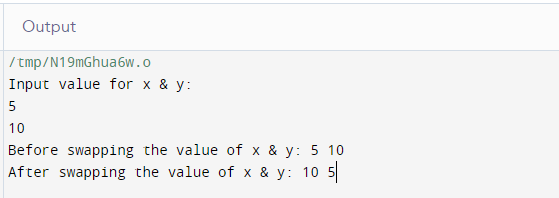 Output
/tmp/N19mGhua6w.o
Input value for x & y:
5
10
Before swapping the value of x & y: 5 10
After swapping the value of x & y: 10 5